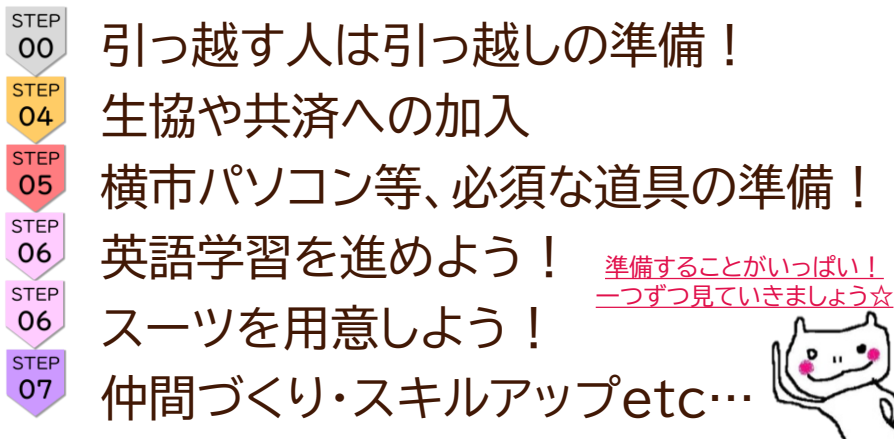 STEP
00
引っ越す人は引っ越しの準備！
STEP
04
生協や共済への加入
STEP
05
横市パソコン等、必須な道具の準備！
STEP
06
英語学習を進めよう！
準備することがいっぱい！
一つずつ見ていきましょう☆
STEP
06
スーツを用意しよう！
STEP
07
仲間づくり・スキルアップetc…